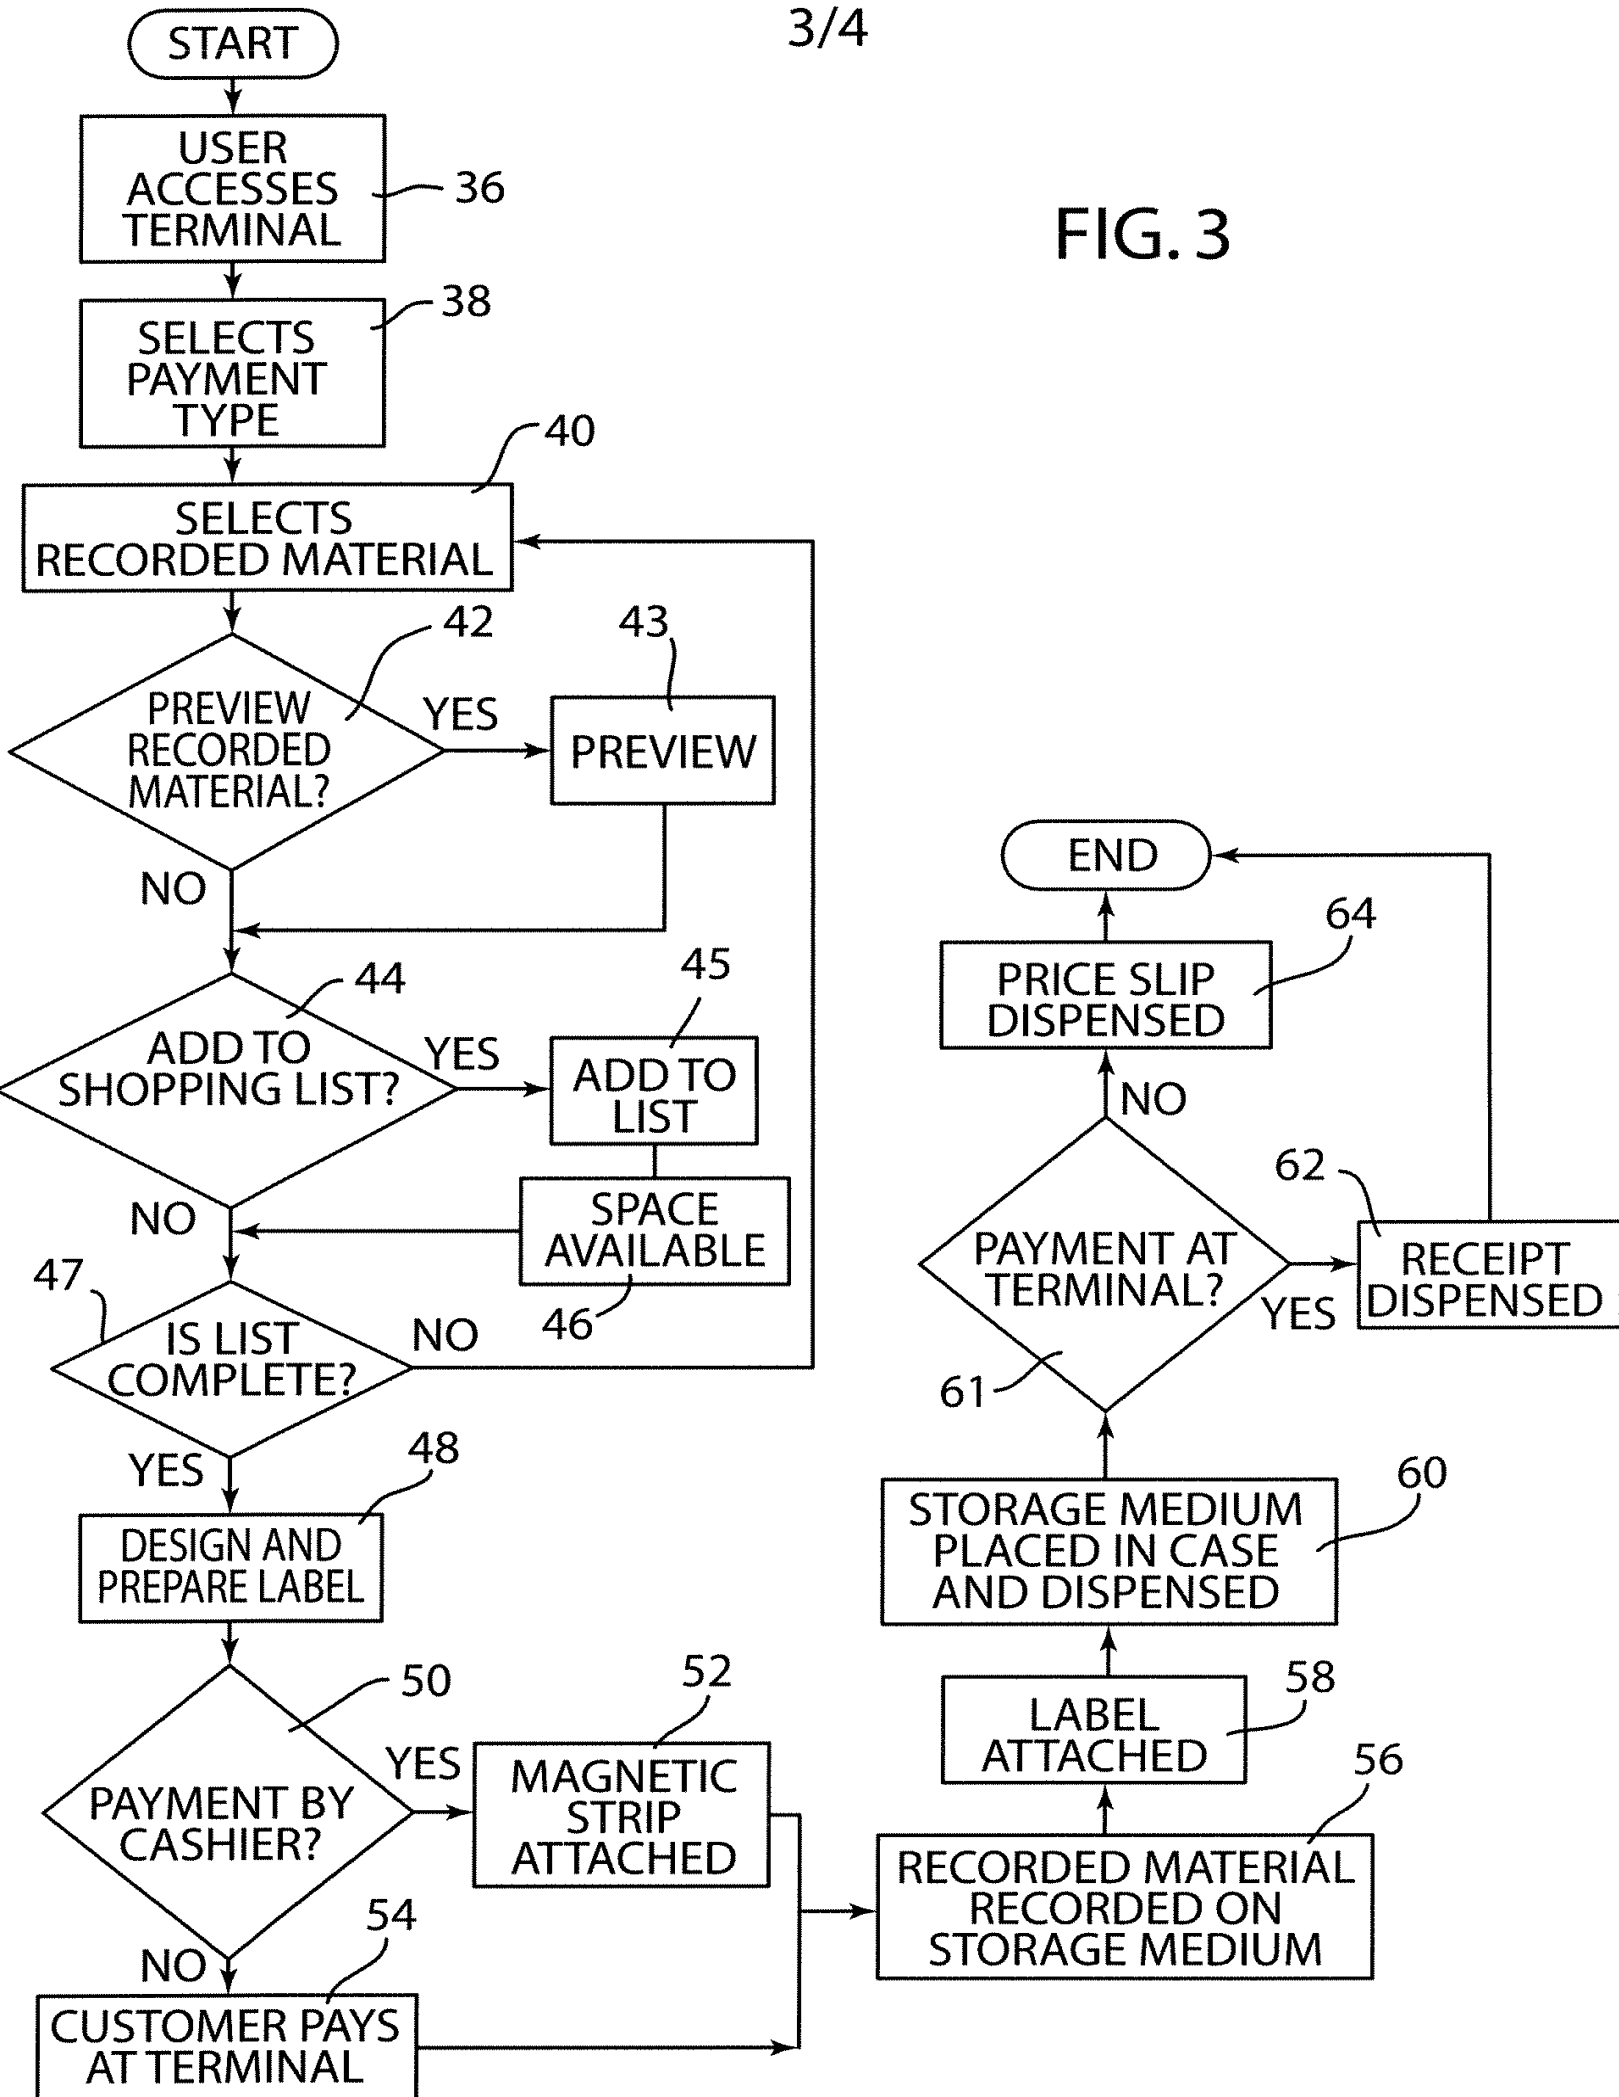 3/4
FIG. 3
START
USER
ACCESSES
TERMINAL
36
SELECTS
PAYMENT
TYPE
38
SELECTS
RECORDED MATERIAL
40
PREVIEW
RECORDED
MATERIAL?
42
YES
NO
PREVIEW
43
ADD TO
SHOPPING LIST?
44
YES
NO
ADD TO
LIST
45
SPACE
AVAILABLE
46
IS LIST
COMPLETE?
47
NO
YES
DESIGN AND
PREPARE LABEL
48
PAYMENT BY
CASHIER?
50
YES
NO
MAGNETIC
STRIP
ATTACHED
52
CUSTOMER PAYS
AT TERMINAL
54
RECORDED MATERIAL
RECORDED ON
STORAGE MEDIUM
56
LABEL
ATTACHED
58
STORAGE MEDIUM
PLACED IN CASE
AND DISPENSED
60
PAYMENT AT
TERMINAL?
61
YES
NO
RECEIPT
DISPENSED
62
PRICE SLIP
DISPENSED
64
END